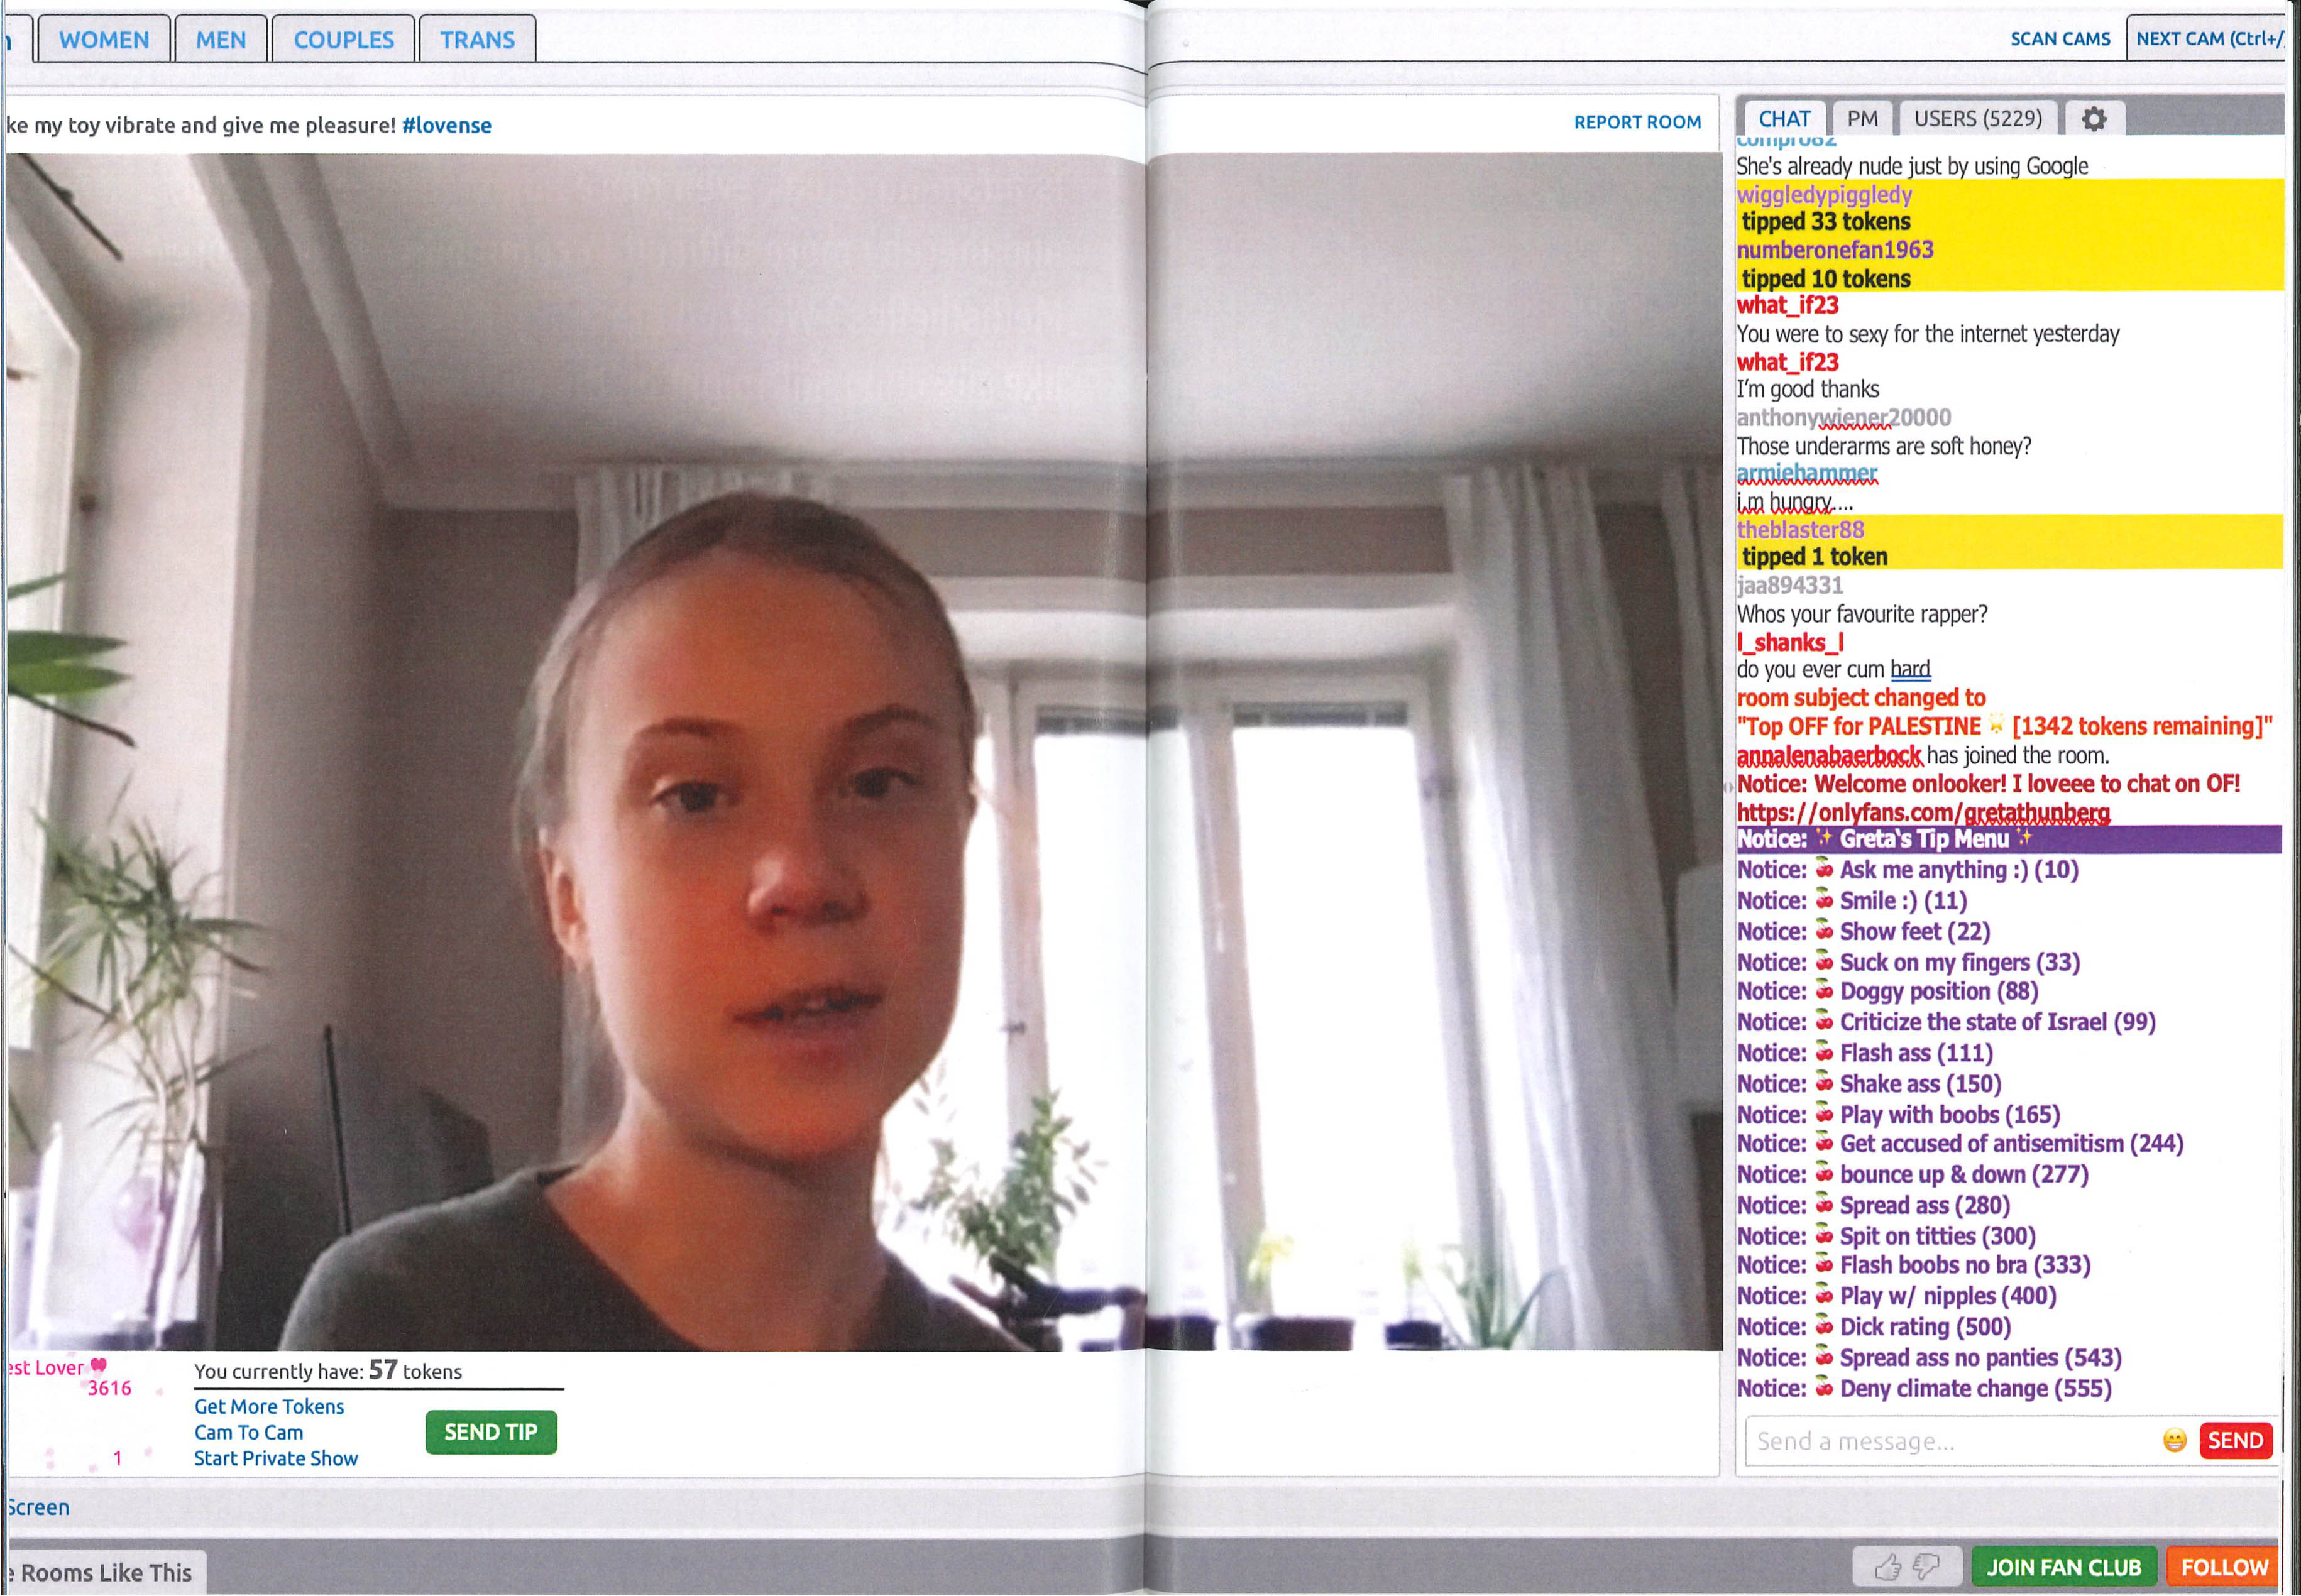 WOMEN MEN COUPLES TRANS
SCAN CAMS NEXT CAM (Ctrl+/
ke my toy vibrate and give me pleasure! #lovense
REPORT ROOM
CHAT PM USERS (5229)
compro82
She's already nude just by using Google
wiggledypiggledy
tipped 33 tokens
numberonefan1963
tipped 10 tokens
what_if23
You were to sexy for the internet yesterday
what_if23
I'm good thanks
anthonywiener20000
Those underarms are soft honey?
armiehammer
i,m hungry....
theblaster88
tipped 1 token
jaa894331
Whos your favourite rapper?
l_shanks_l
do you ever cum hard
room subject changed to
"Top OFF for PALESTINE [1342 tokens remaining]"
annalenabaerbock has joined the room.
Notice: Welcome onlooker! I loveee to chat on OF!
https://onlyfans.com/gretathunberg
Notice: ✨ Greta's Tip Menu ✨
Notice: 🍒 Ask me anything :) (10)
Notice: 🍒 Smile :) (11)
Notice: 🍒 Show feet (22)
Notice: 🍒 Suck on my fingers (33)
Notice: 🍒 Doggy position (88)
Notice: 🍒 Criticize the state of Israel (99)
Notice: 🍒 Flash ass (111)
Notice: 🍒 Shake ass (150)
Notice: 🍒 Play with boobs (165)
Notice: 🍒 Get accused of antisemitism (244)
Notice: 🍒 bounce up & down (277)
Notice: 🍒 Spread ass (280)
Notice: 🍒 Spit on titties (300)
Notice: 🍒 Flash boobs no bra (333)
Notice: 🍒 Play w/ nipples (400)
Notice: 🍒 Dick rating (500)
Notice: 🍒 Spread ass no panties (543)
Notice: 🍒 Deny climate change (555)
Send a message... SEND
est Lover
3616
1
You currently have: 57 tokens
Get More Tokens
Cam To Cam
Start Private Show
SEND TIP
Screen
e Rooms Like This
JOIN FAN CLUB FOLLOW